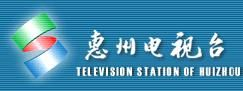 惠州电视台
TELEVISION STATION OF HUIZHOU